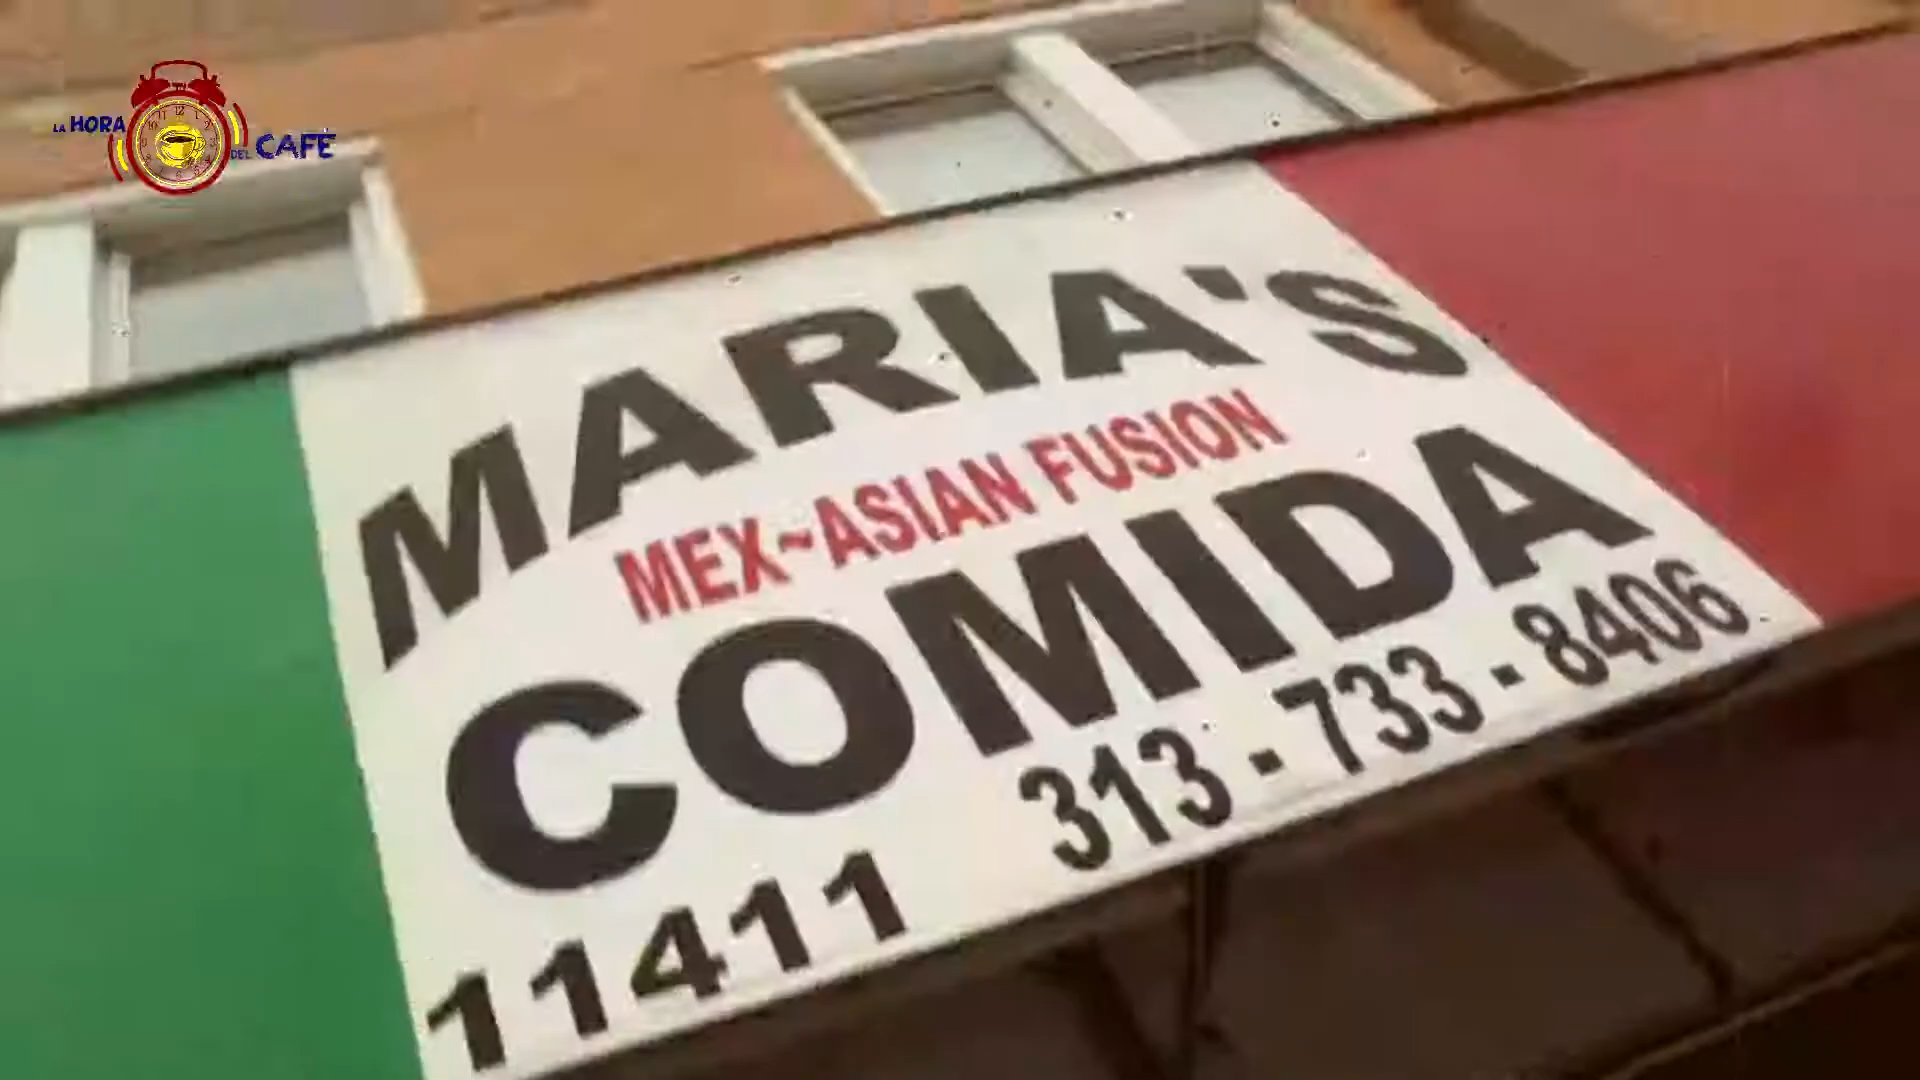 LA HORA DEL CAFÉ
MARIA'S
MEX~ASIAN FUSION
COMIDA
11411 313-733-8406